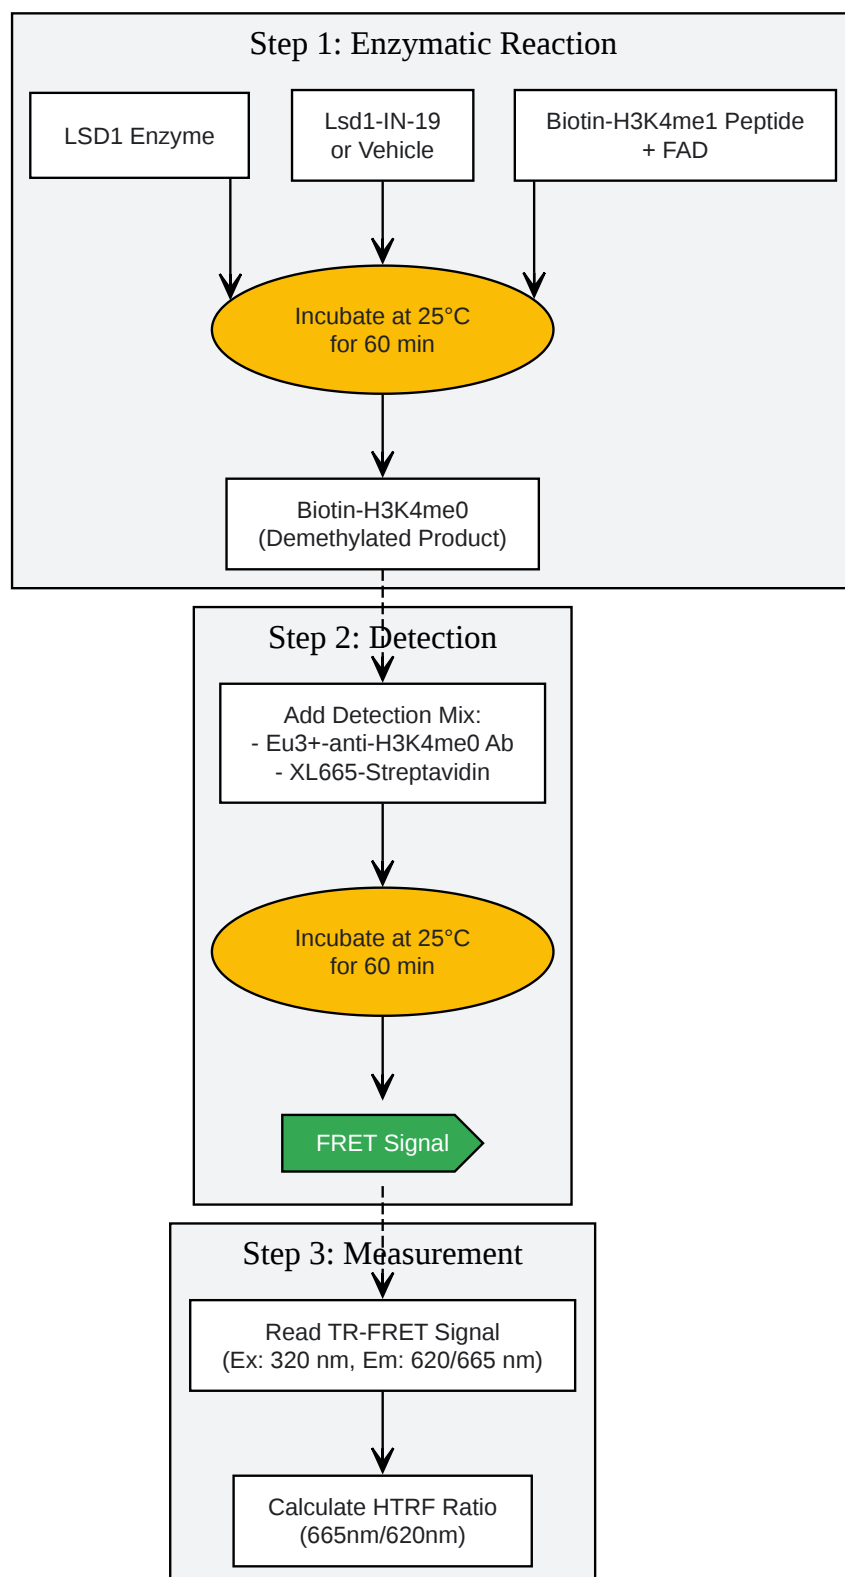 Step 1: Enzymatic Reaction
LSD1 Enzyme
Lsd1-IN-19
or Vehicle
Biotin-H3K4me1 Peptide
+ FAD
Incubate at 25°C
for 60 min
Biotin-H3K4me0
(Demethylated Product)
Step 2: Detection
Add Detection Mix:
- Eu3+-anti-H3K4me0 Ab
- XL665-Streptavidin
Incubate at 25°C
for 60 min
FRET Signal
Step 3: Measurement
Read TR-FRET Signal
(Ex: 320 nm, Em: 620/665 nm)
Calculate HTRF Ratio
(665nm/620nm)